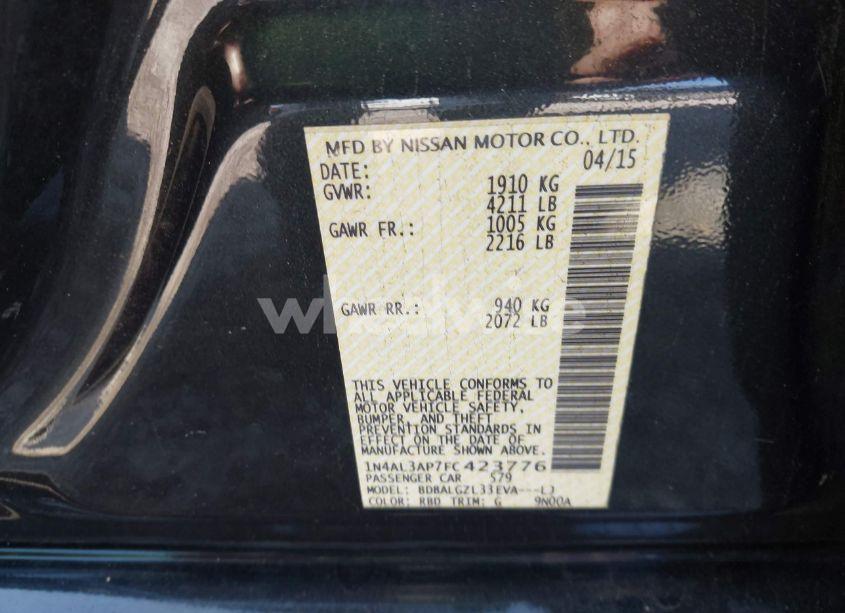 MFD BY NISSAN MOTOR CO., LTD.
DATE: 04/15
GVWR: 1910 KG
4211 LB
GAWR FR.: 1005 KG
2216 LB
GAWR RR.: 940 KG
2072 LB
THIS VEHICLE CONFORMS TO
ALL APPLICABLE FEDERAL
MOTOR VEHICLE SAFETY,
BUMPER, AND THEFT
PREVENTION STANDARDS IN
EFFECT ON THE DATE OF
MANUFACTURE SHOWN ABOVE.
1N4AL3AP7FC423776
PASSENGER CAR 579
MODEL: BDBALGZL33EVA---LJ
COLOR: RBD TRIM: G 9N00A